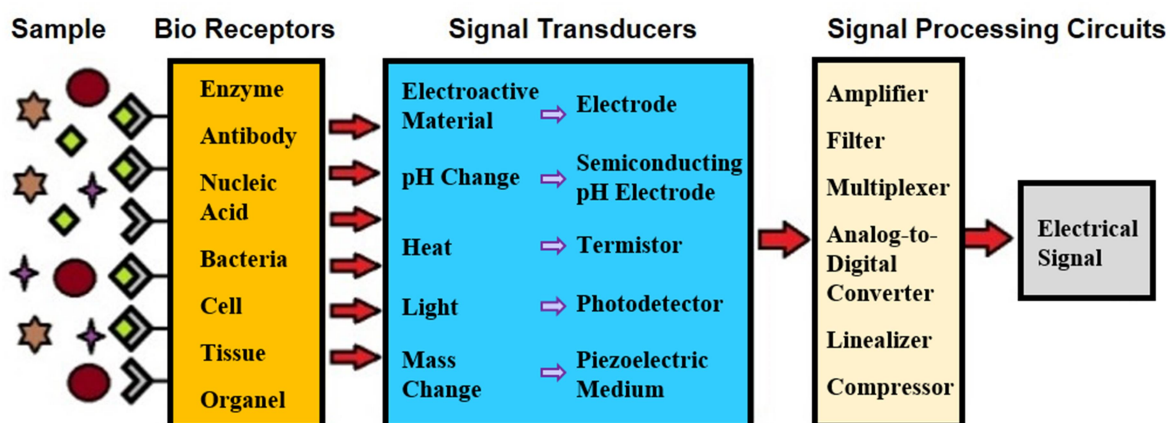 Sample
Bio Receptors
Signal Transducers
Signal Processing Circuits
Enzyme
Antibody
Nucleic
Acid
Bacteria
Cell
Tissue
Organel
Electroactive
Material
Electrode
pH Change
Semiconducting
pH Electrode
Heat
Termistor
Light
Photodetector
Mass
Change
Piezoelectric
Medium
Amplifier
Filter
Multiplexer
Analog-to-
Digital
Converter
Linealizer
Compressor
Electrical
Signal